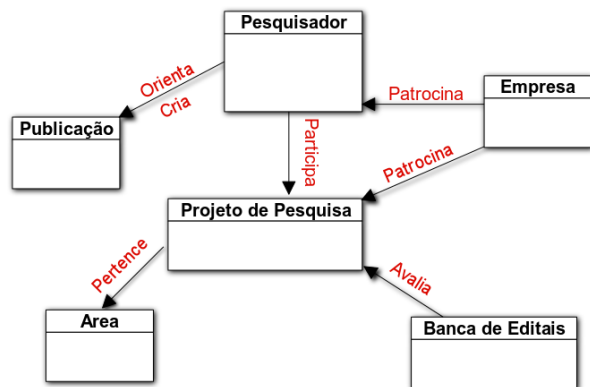 Pesquisador
Orienta
Cria
Patrocina
Empresa
Publicação
Participa
Patrocina
Projeto de Pesquisa
Pertence
Avalia
Area
Banca de Editais